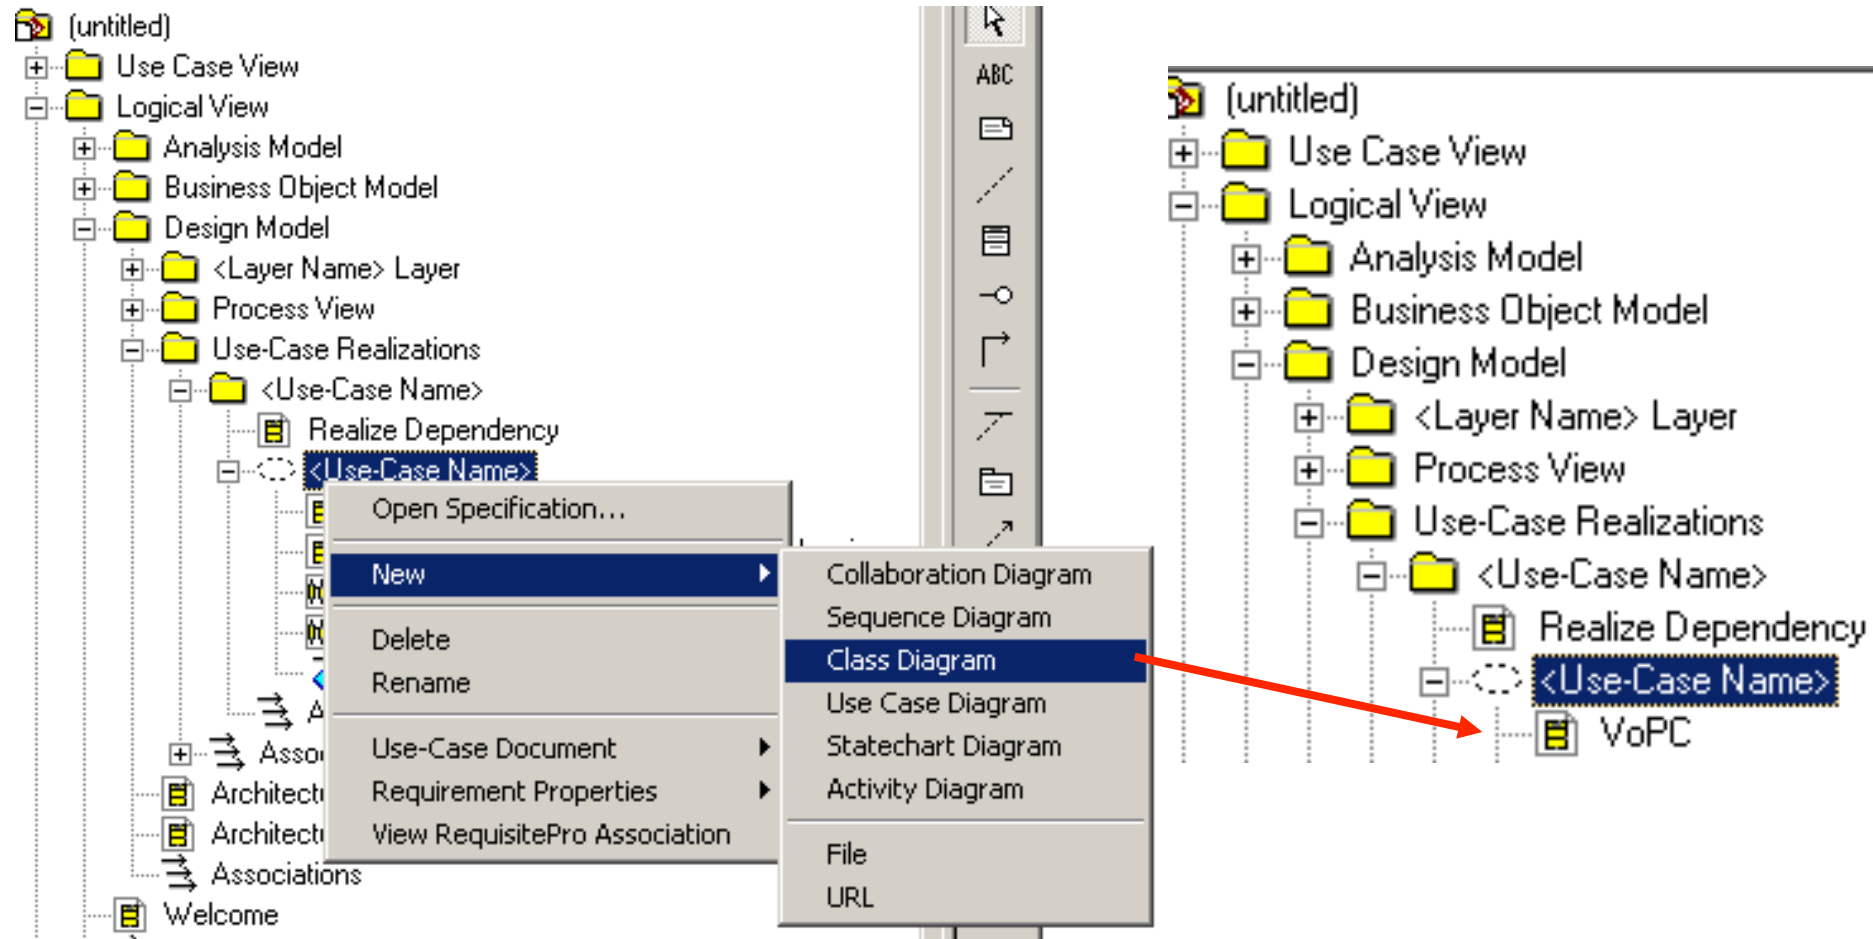 (untitled)
Use Case View
Logical View
Analysis Model
Business Object Model
Design Model
<Layer Name> Layer
Process View
Use-Case Realizations
<Use-Case Name>
Realize Dependency
<Use-Case Name>
Associations
Welcome
Open Specification...
New
Delete
Rename
Use-Case Document
Requirement Properties
View RequisitePro Association
Collaboration Diagram
Sequence Diagram
Class Diagram
Use Case Diagram
Statechart Diagram
Activity Diagram
File
URL
ABC
(untitled)
Use Case View
Logical View
Analysis Model
Business Object Model
Design Model
<Layer Name> Layer
Process View
Use-Case Realizations
<Use-Case Name>
Realize Dependency
<Use-Case Name>
VoPC